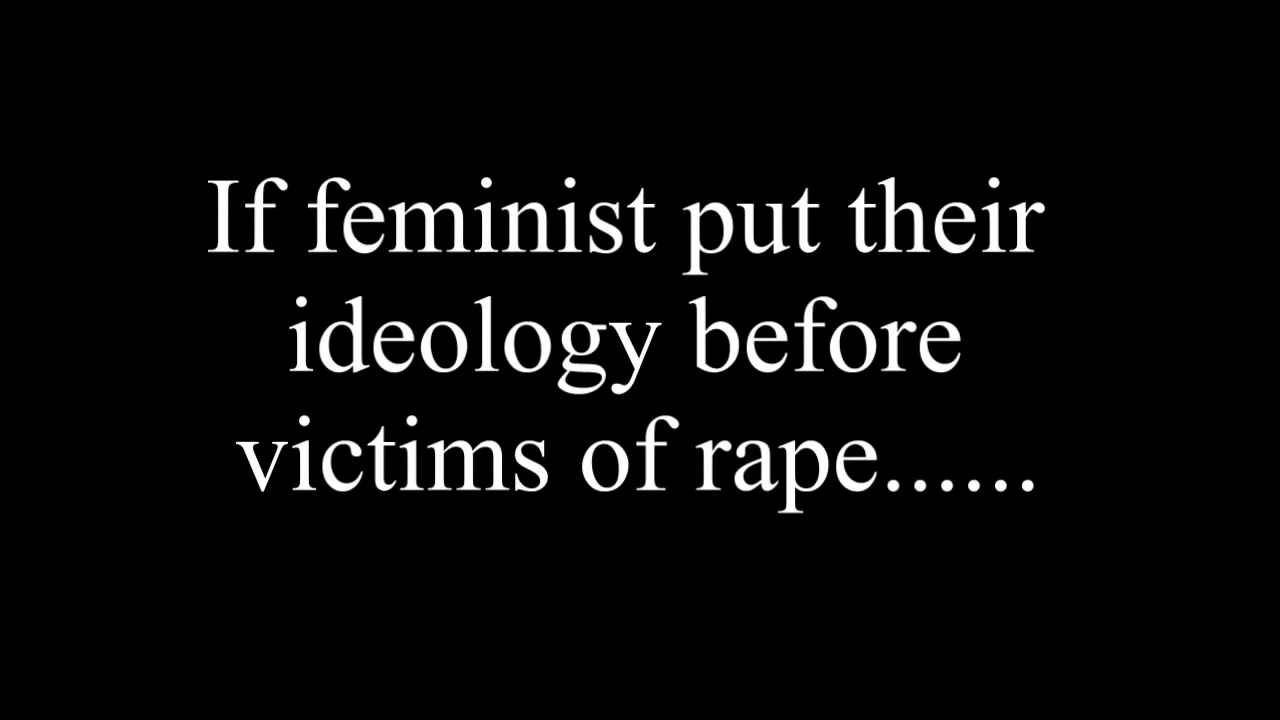 If feminist put their
ideology before
victims of rape......